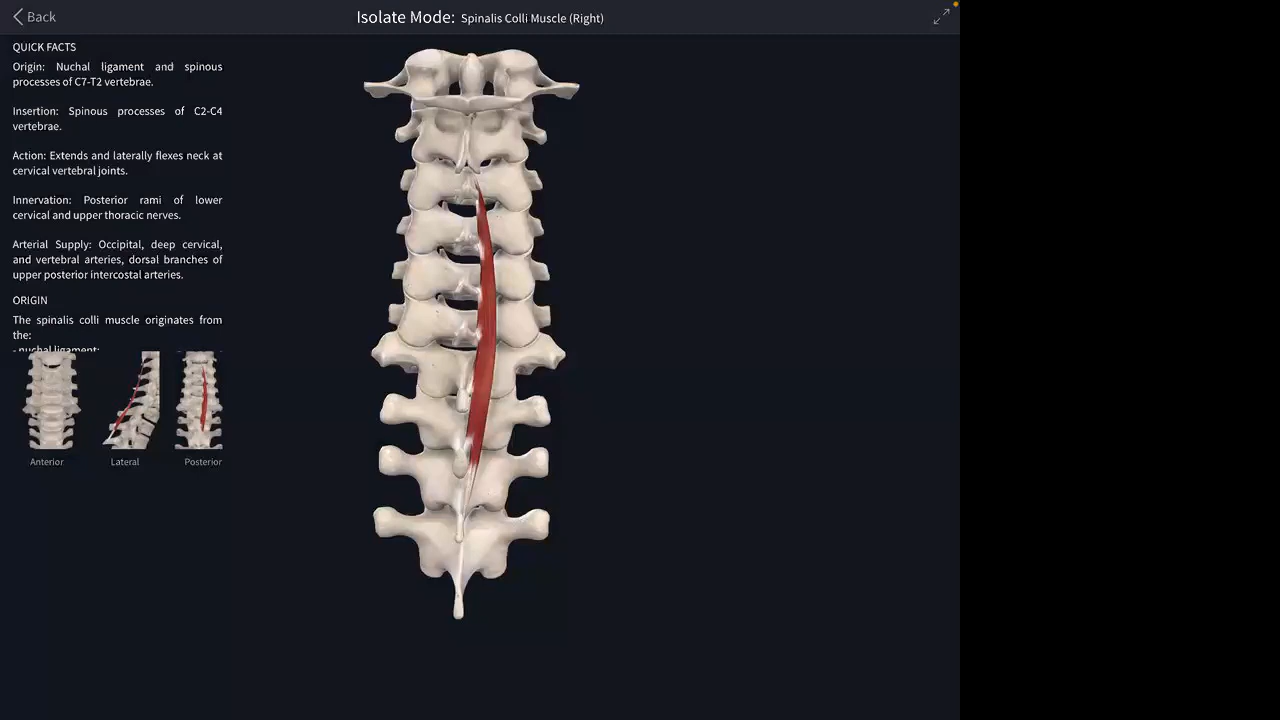 Back
Isolate Mode: Spinalis Colli Muscle (Right)
QUICK FACTS
Origin: Nuchal ligament and spinous
processes of C7-T2 vertebrae.
Insertion: Spinous processes of C2-C4
vertebrae.
Action: Extends and laterally flexes neck at
cervical vertebral joints.
Innervation: Posterior rami of lower
cervical and upper thoracic nerves.
Arterial Supply: Occipital, deep cervical,
and vertebral arteries, dorsal branches of
upper posterior intercostal arteries.
ORIGIN
The spinalis colli muscle originates from
the:
- nuchal ligament;
Anterior
Lateral
Posterior